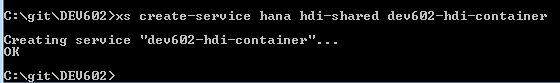 C:\git\DEV602>xs create-service hana hdi-shared dev602-hdi-container
Creating service "dev602-hdi-container"...
OK
C:\git\DEV602>